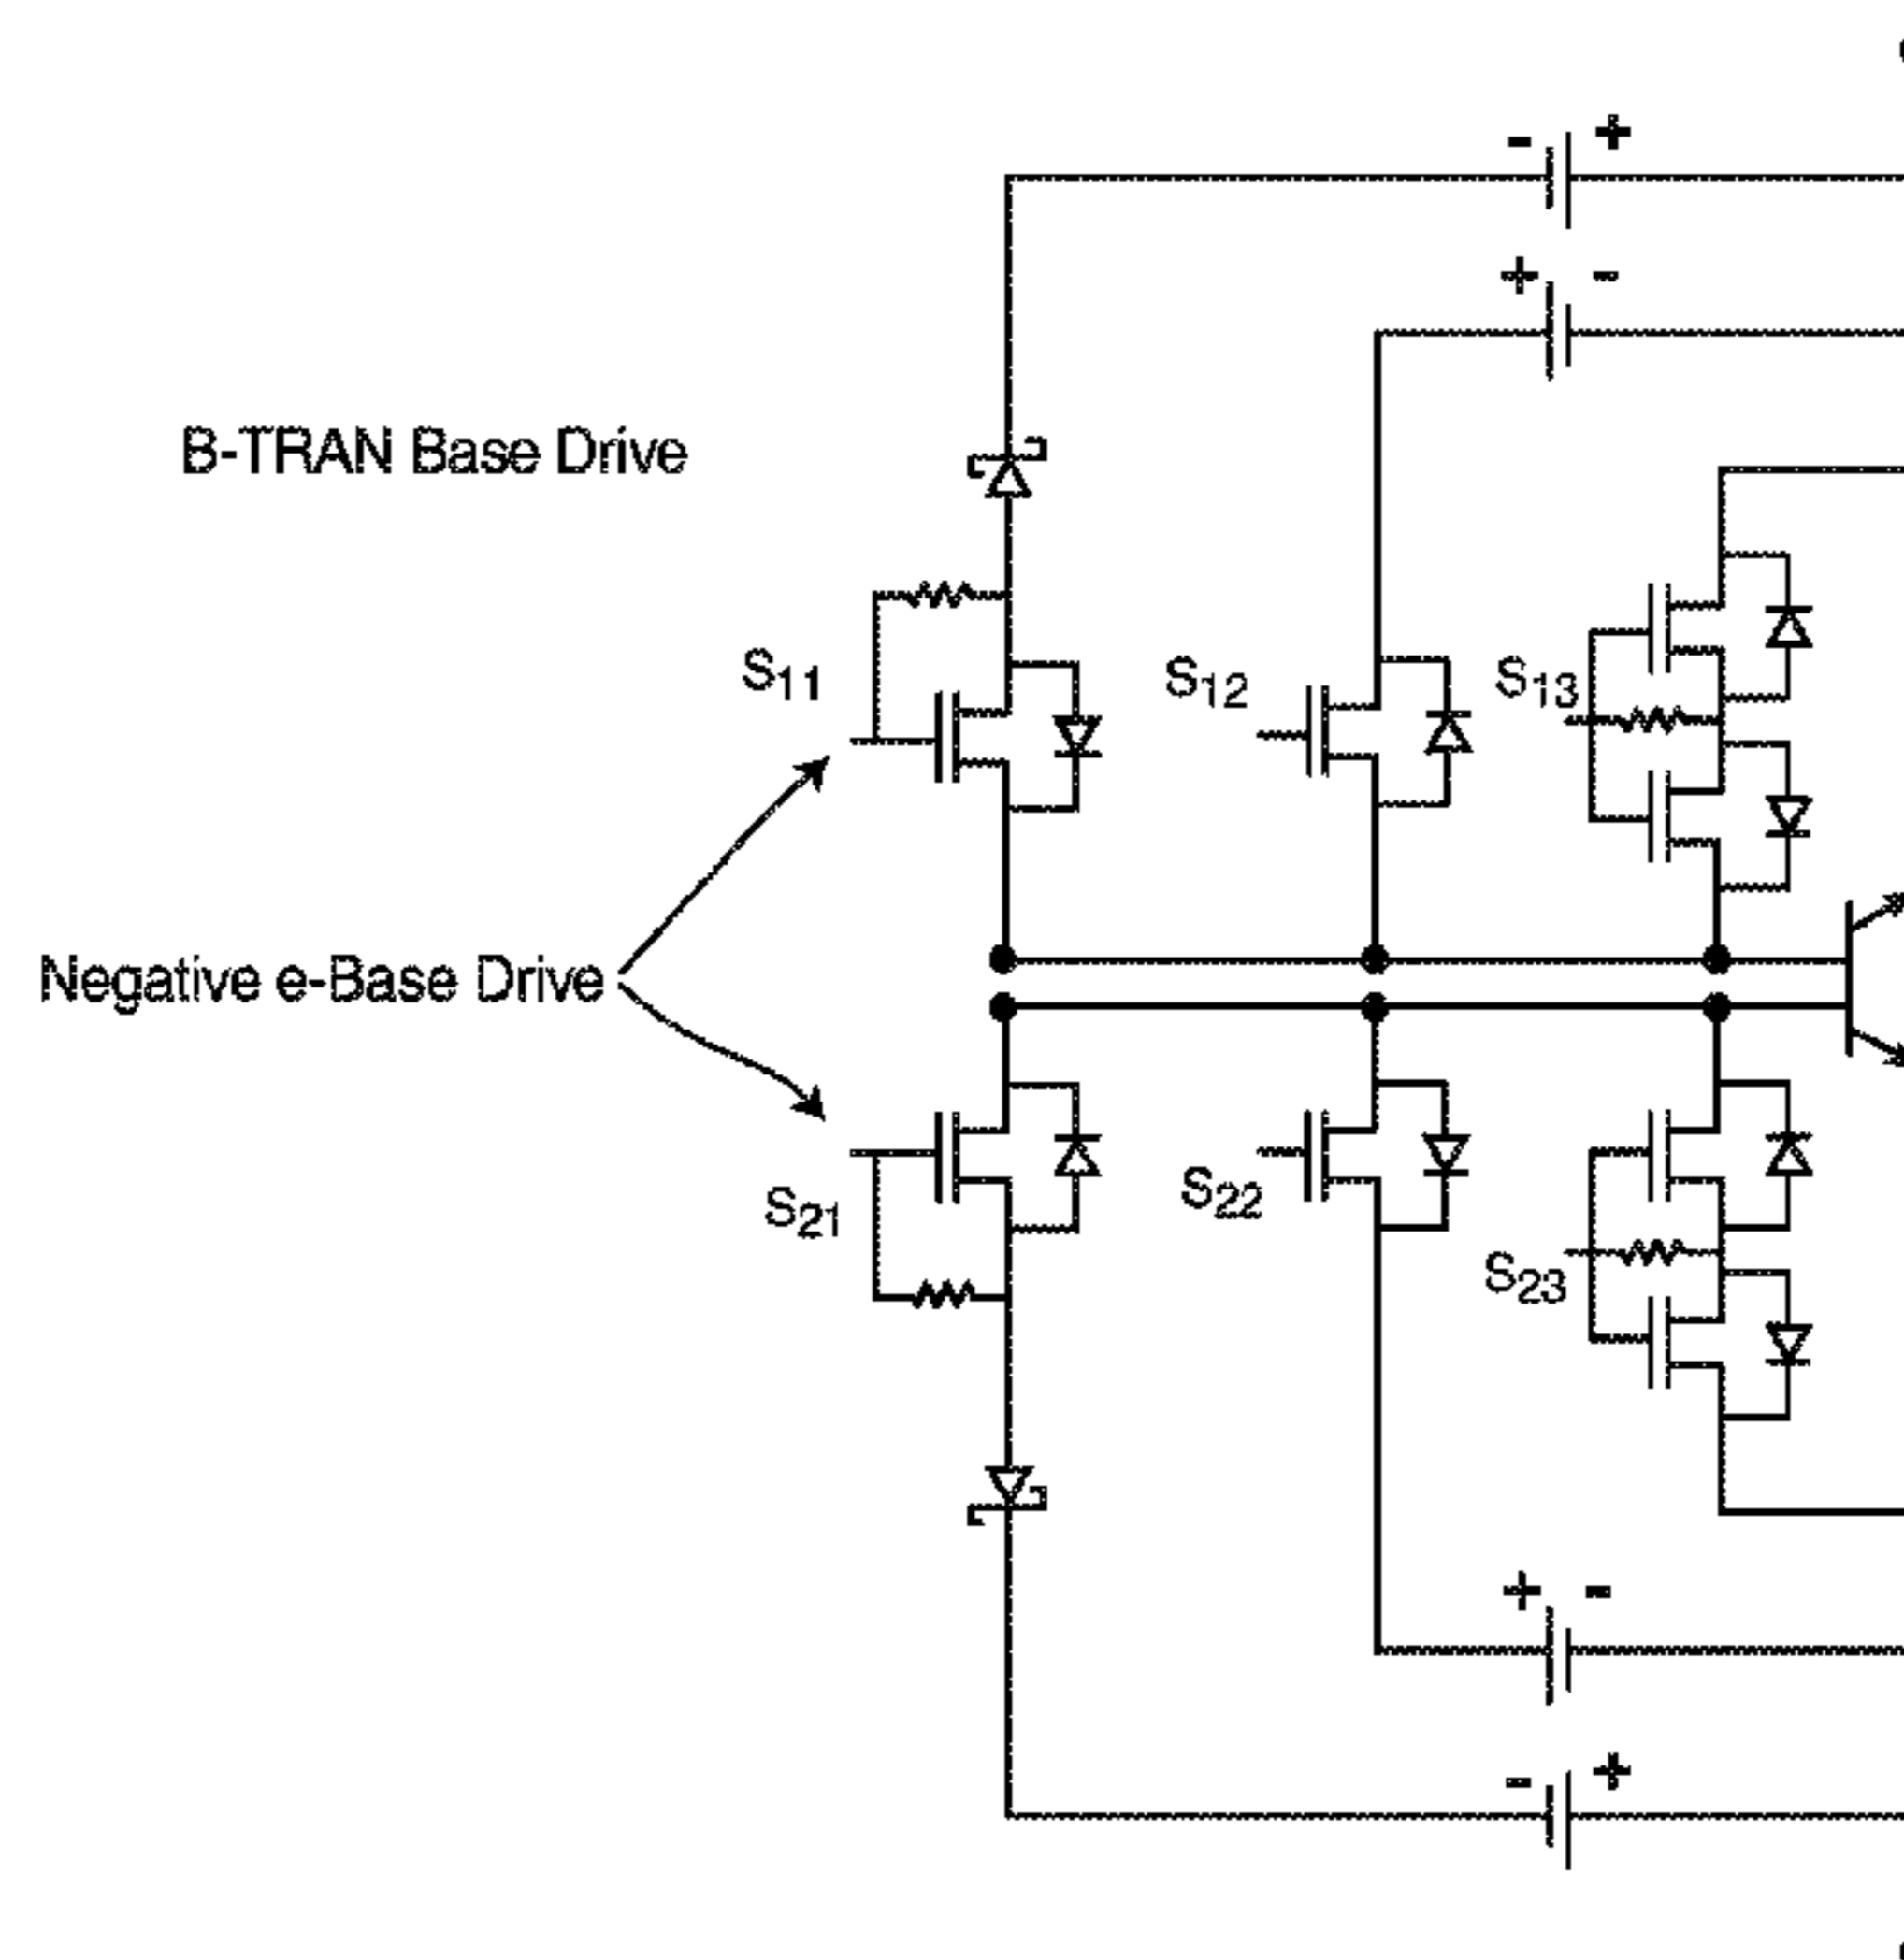 - +
+ -
B-TRAN Base Drive
S11
S12
S13
Negative e-Base Drive
S21
S22
S23
+ -
- +